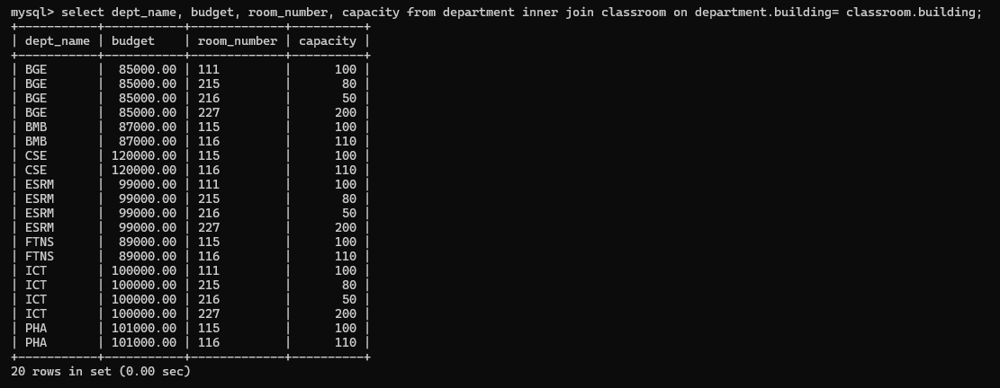 mysql> select dept_name, budget, room_number, capacity from department inner join classroom on department.building= classroom.building;
+-----------+-----------+-------------+----------+
| dept_name | budget    | room_number | capacity |
+-----------+-----------+-------------+----------+
| BGE       |  85000.00 | 111         |      100 |
| BGE       |  85000.00 | 215         |       80 |
| BGE       |  85000.00 | 216         |       50 |
| BGE       |  85000.00 | 227         |      200 |
| BMB       |  87000.00 | 115         |      100 |
| BMB       |  87000.00 | 116         |      110 |
| CSE       | 120000.00 | 115         |      100 |
| CSE       | 120000.00 | 116         |      110 |
| ESRM      |  99000.00 | 111         |      100 |
| ESRM      |  99000.00 | 215         |       80 |
| ESRM      |  99000.00 | 216         |       50 |
| ESRM      |  99000.00 | 227         |      200 |
| FTNS      |  89000.00 | 115         |      100 |
| FTNS      |  89000.00 | 116         |      110 |
| ICT       | 100000.00 | 111         |      100 |
| ICT       | 100000.00 | 215         |       80 |
| ICT       | 100000.00 | 216         |       50 |
| ICT       | 100000.00 | 227         |      200 |
| PHA       | 101000.00 | 115         |      100 |
| PHA       | 101000.00 | 116         |      110 |
+-----------+-----------+-------------+----------+
20 rows in set (0.00 sec)